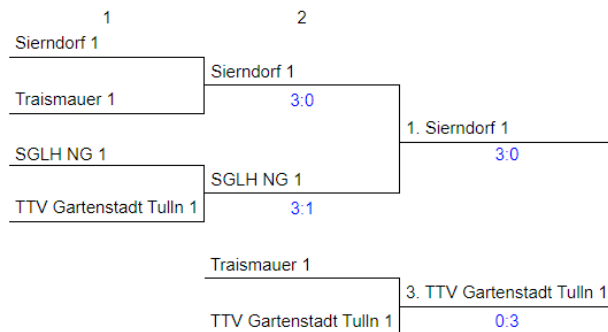 1
2
Sierndorf 1
Sierndorf 1
Traismauer 1
3:0
1. Sierndorf 1
SGLH NG 1
3:0
SGLH NG 1
TTV Gartenstadt Tulln 1
3:1
Traismauer 1
3. TTV Gartenstadt Tulln 1
TTV Gartenstadt Tulln 1
0:3